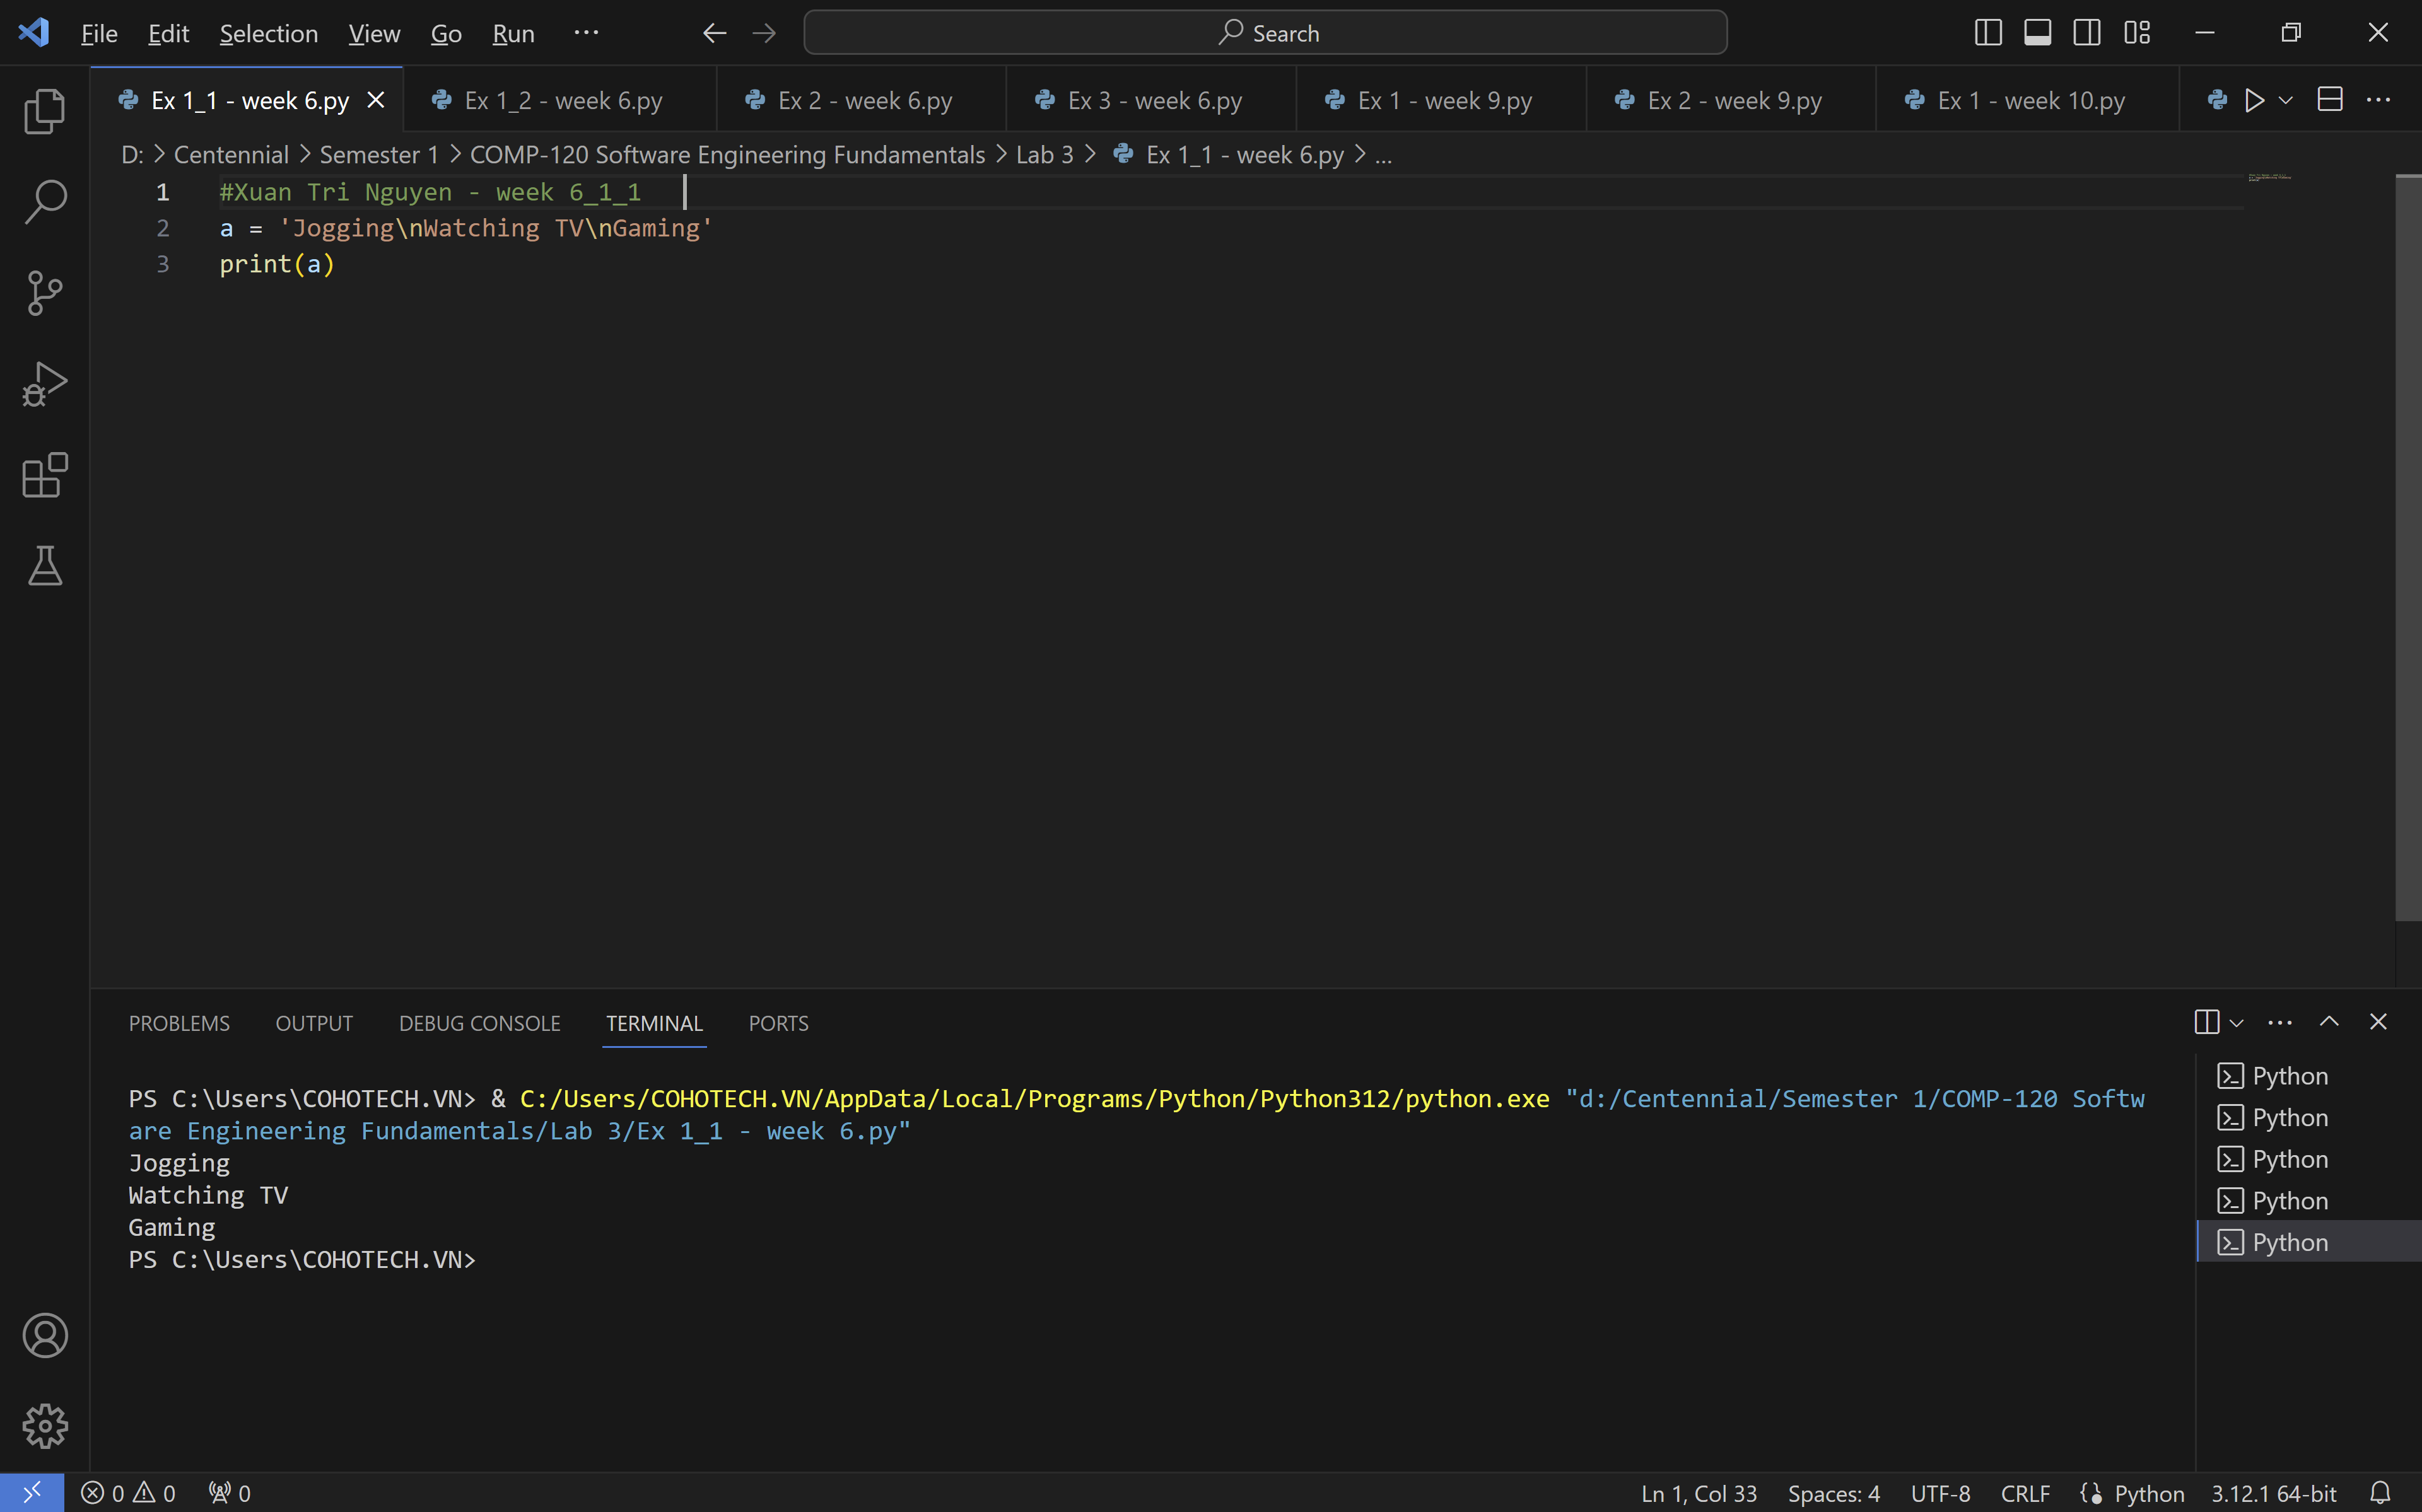 File Edit Selection View Go Run ··· Search
Ex 1_1 - week 6.py Ex 1_2 - week 6.py Ex 2 - week 6.py Ex 3 - week 6.py Ex 1 - week 9.py Ex 2 - week 9.py Ex 1 - week 10.py
D: > Centennial > Semester 1 > COMP-120 Software Engineering Fundamentals > Lab 3 > Ex 1_1 - week 6.py > ...
1 #Xuan Tri Nguyen - week 6_1_1
2 a = 'Jogging\nWatching TV\nGaming'
3 print(a)
PROBLEMS OUTPUT DEBUG CONSOLE TERMINAL PORTS
PS C:\Users\COHOTECH.VN> & C:/Users/COHOTECH.VN/AppData/Local/Programs/Python/Python312/python.exe "d:/Centennial/Semester 1/COMP-120 Softw
are Engineering Fundamentals/Lab 3/Ex 1_1 - week 6.py"
Jogging
Watching TV
Gaming
PS C:\Users\COHOTECH.VN>
Python
Python
Python
Python
Python
0 0 0 Ln 1, Col 33 Spaces: 4 UTF-8 CRLF Python 3.12.1 64-bit